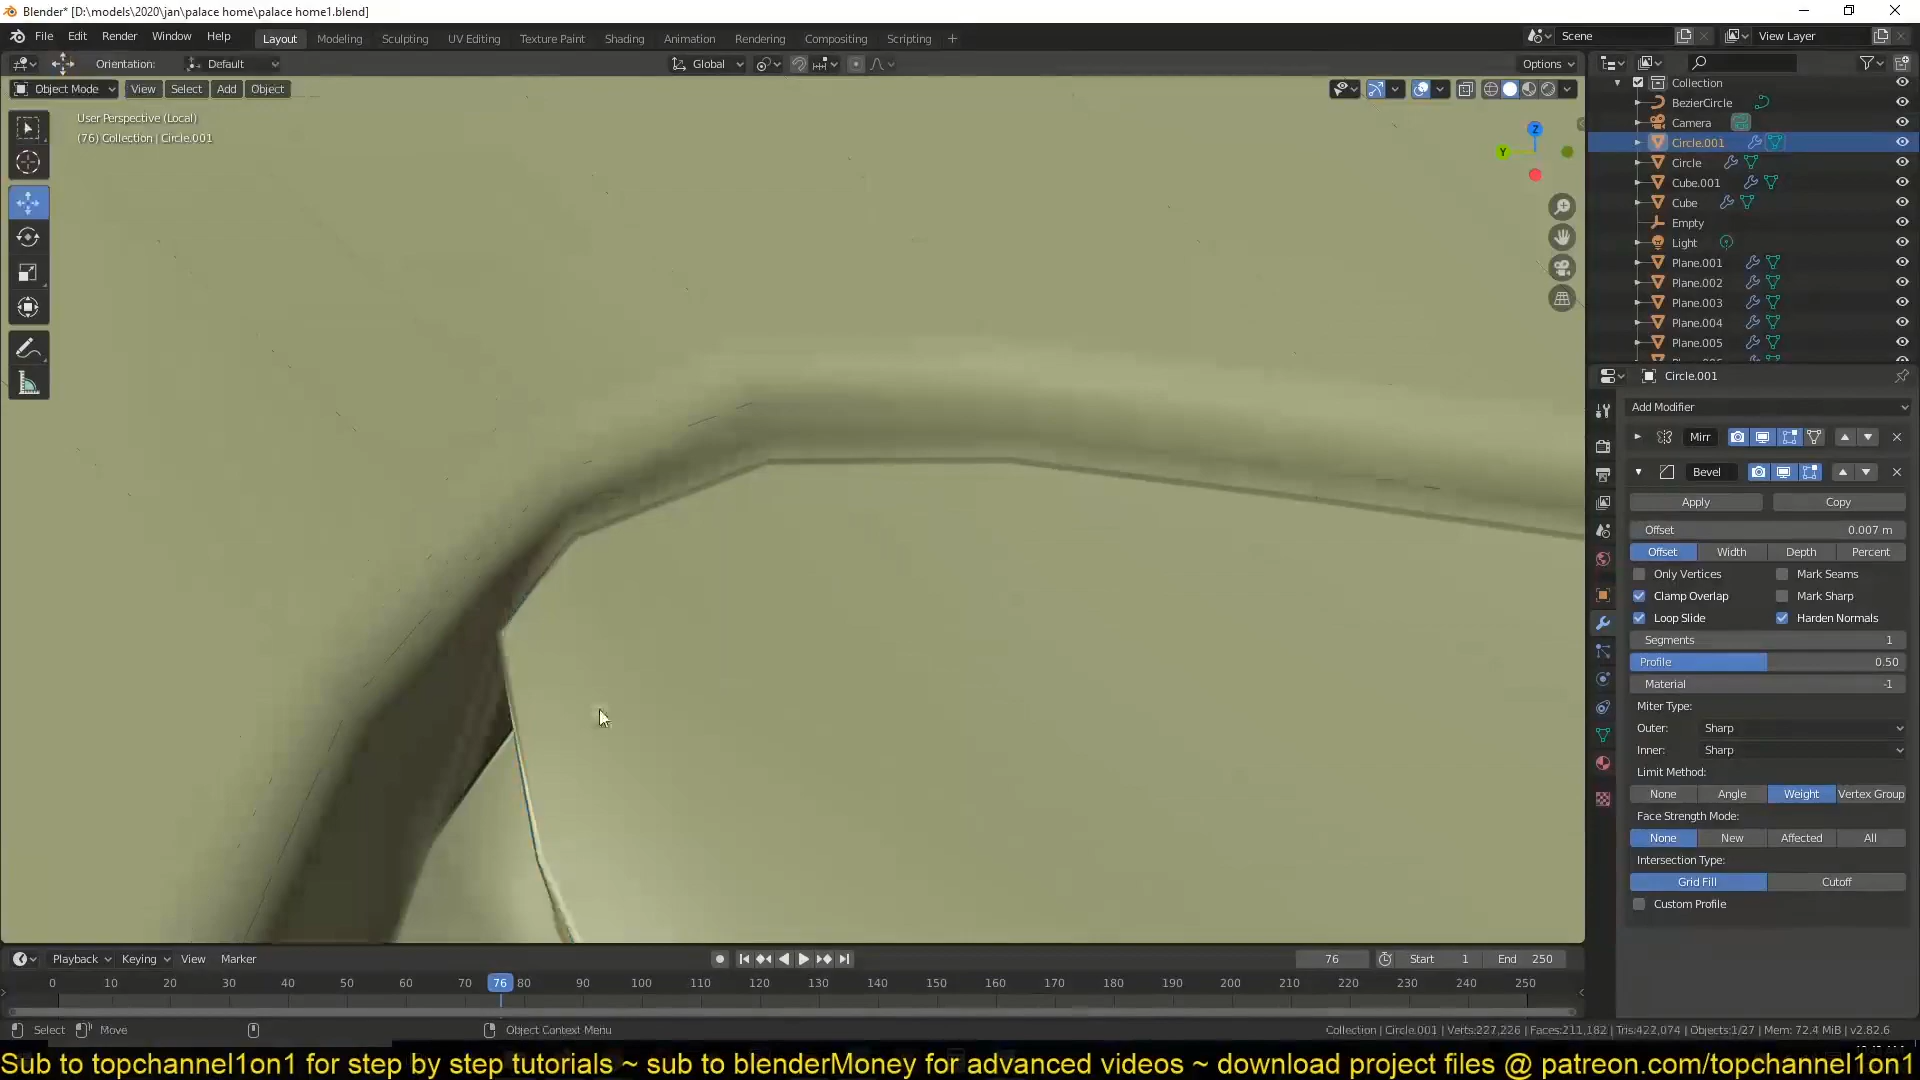 Blender* [D:\models\2020\jan\palace home\palace home1.blend]
File Edit Render Window Help Layout Modeling Sculpting UV Editing Texture Paint Shading Animation Rendering Compositing Scripting + Scene View Layer
Orientation: Default Global Options
Object Mode View Select Add Object
User Perspective (Local)
(76) Collection | Circle.001
Z
Y
Collection
BezierCircle
Camera
Circle.001
Circle
Cube.001
Cube
Empty
Light
Plane.001
Plane.002
Plane.003
Plane.004
Plane.005
Circle.001
Add Modifier
Mirr
Bevel
Apply Copy
Offset 0.007 m
Offset Width Depth Percent
Only Vertices Mark Seams
Clamp Overlap Mark Sharp
Loop Slide Harden Normals
Segments 1
Profile 0.50
Material -1
Miter Type:
Outer: Sharp
Inner: Sharp
Limit Method:
None Angle Weight Vertex Group
Face Strength Mode:
None New Affected All
Intersection Type:
Grid Fill Cutoff
Custom Profile
Playback Keying View Marker 76 Start 1 End 250
0 10 20 30 40 50 60 70 76 80 90 100 110 120 130 140 150 160 170 180 190 200 210 220 230 240 250
Select Move Object Context Menu Collection | Circle.001 | Verts:227,226 | Faces:211,182 | Tris:422,074 | Objects:1/27 | Mem: 72.4 MiB | v2.82.6
Sub to topchannel1on1 for step by step tutorials ~ sub to blenderMoney for advanced videos ~ download project files @ patreon.com/topchannel1on1